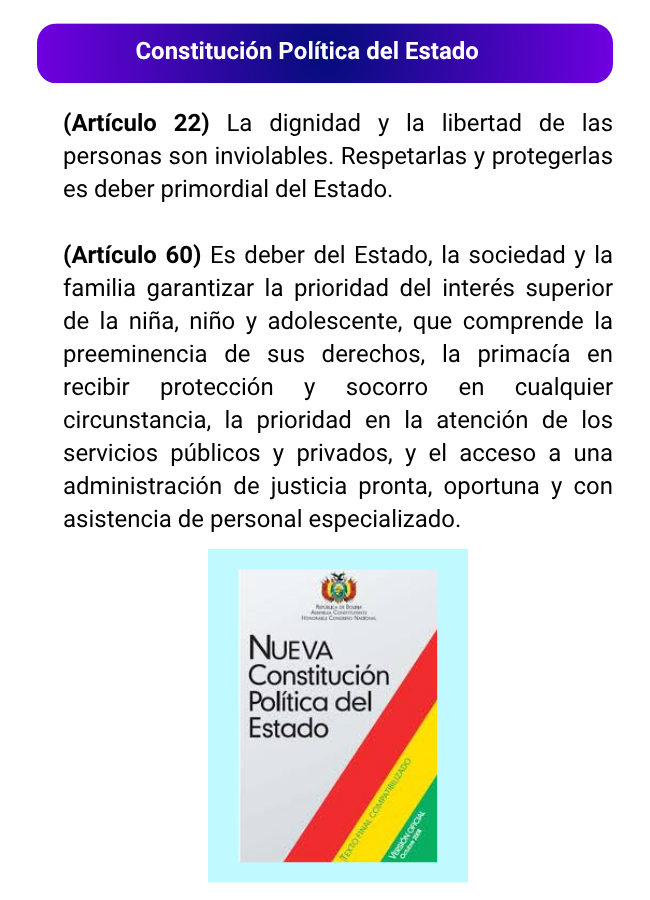 Constitución Política del Estado
(Artículo 22) La dignidad y la libertad de las
personas son inviolables. Respetarlas y protegerlas
es deber primordial del Estado.
(Artículo 60) Es deber del Estado, la sociedad y la
familia garantizar la prioridad del interés superior
de la niña, niño y adolescente, que comprende la
preeminencia de sus derechos, la primacía en
recibir protección y socorro en cualquier
circunstancia, la prioridad en la atención de los
servicios públicos y privados, y el acceso a una
administración de justicia pronta, oportuna y con
asistencia de personal especializado.
REPÚBLICA DE BOLIVIA
ASAMBLEA CONSTITUYENTE
HONORABLE CONGRESO NACIONAL
NUEVA
Constitución
Política del
Estado
TEXTO FINAL COMPATIBILIZADO
VERSIÓN OFICIAL
Octubre 2008